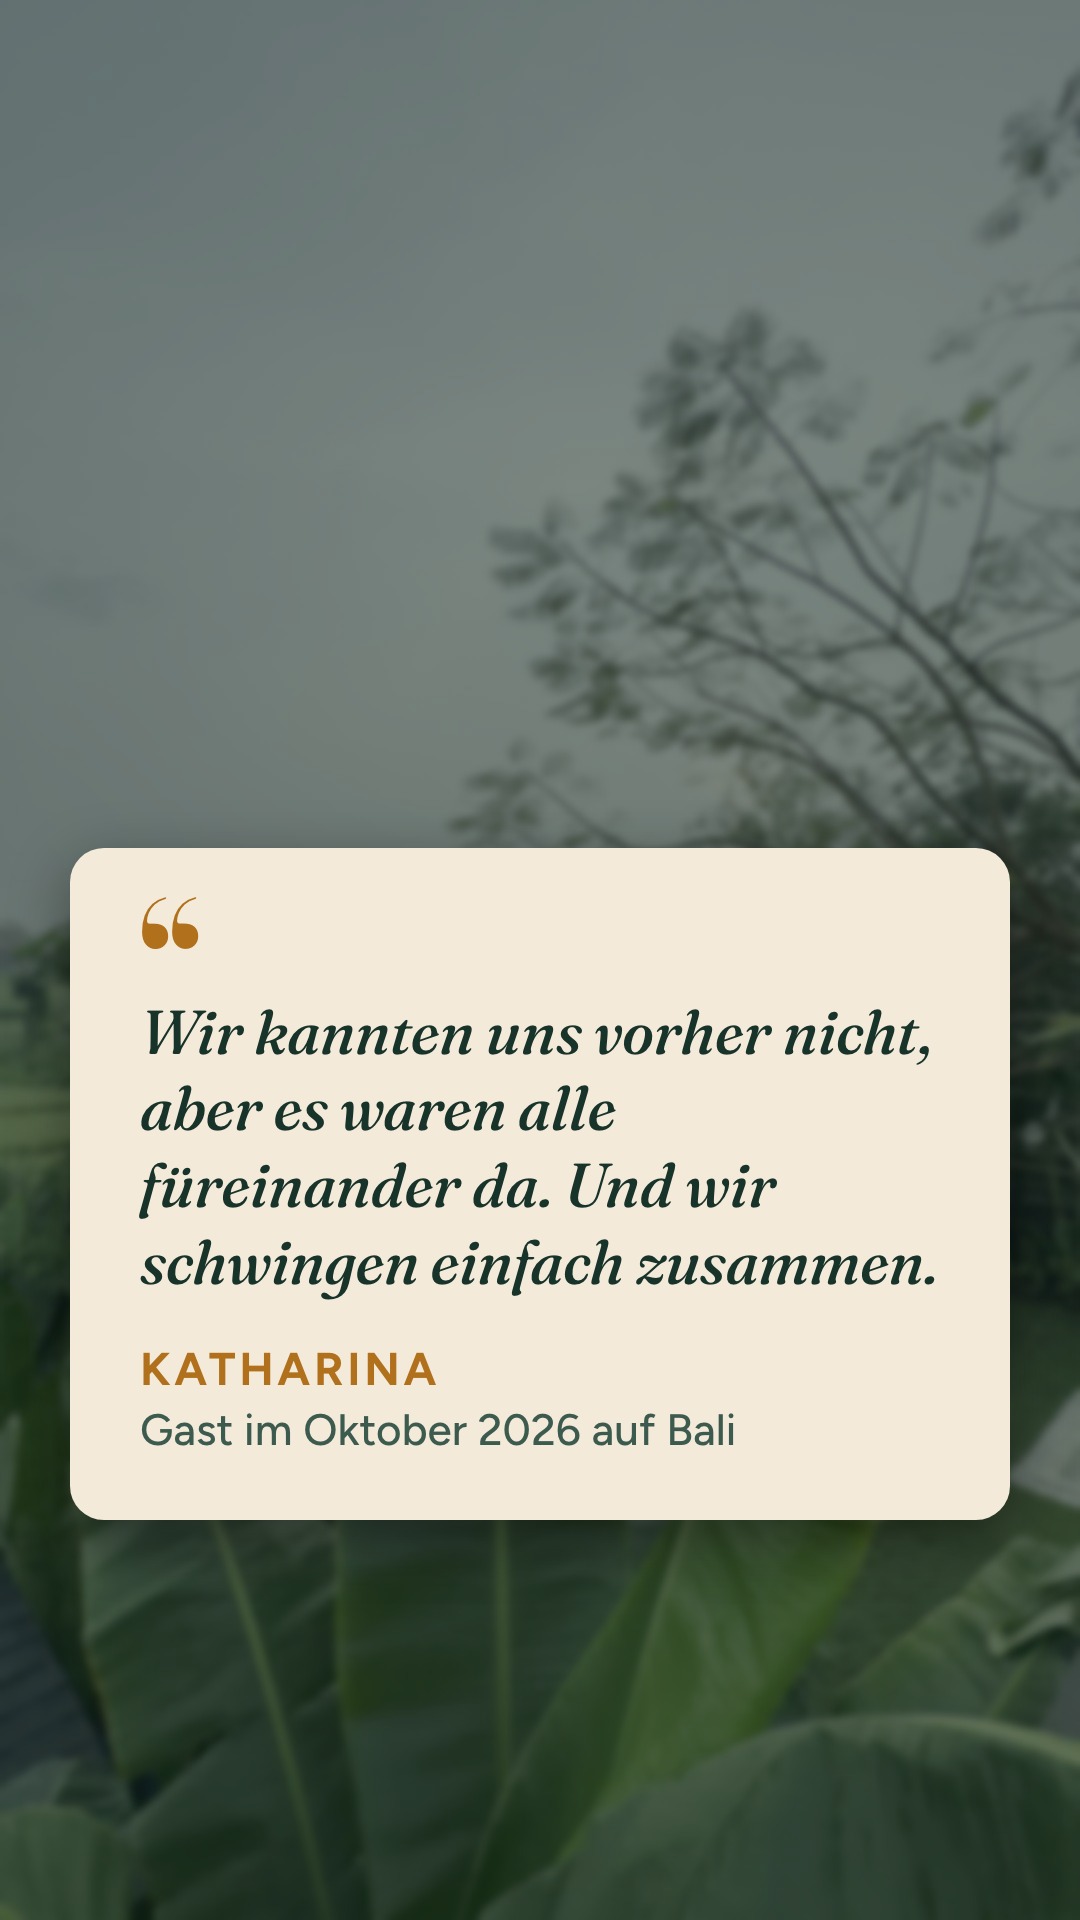 “
Wir kannten uns vorher nicht,
aber es waren alle
füreinander da. Und wir
schwingen einfach zusammen.
KATHARINA
Gast im Oktober 2026 auf Bali